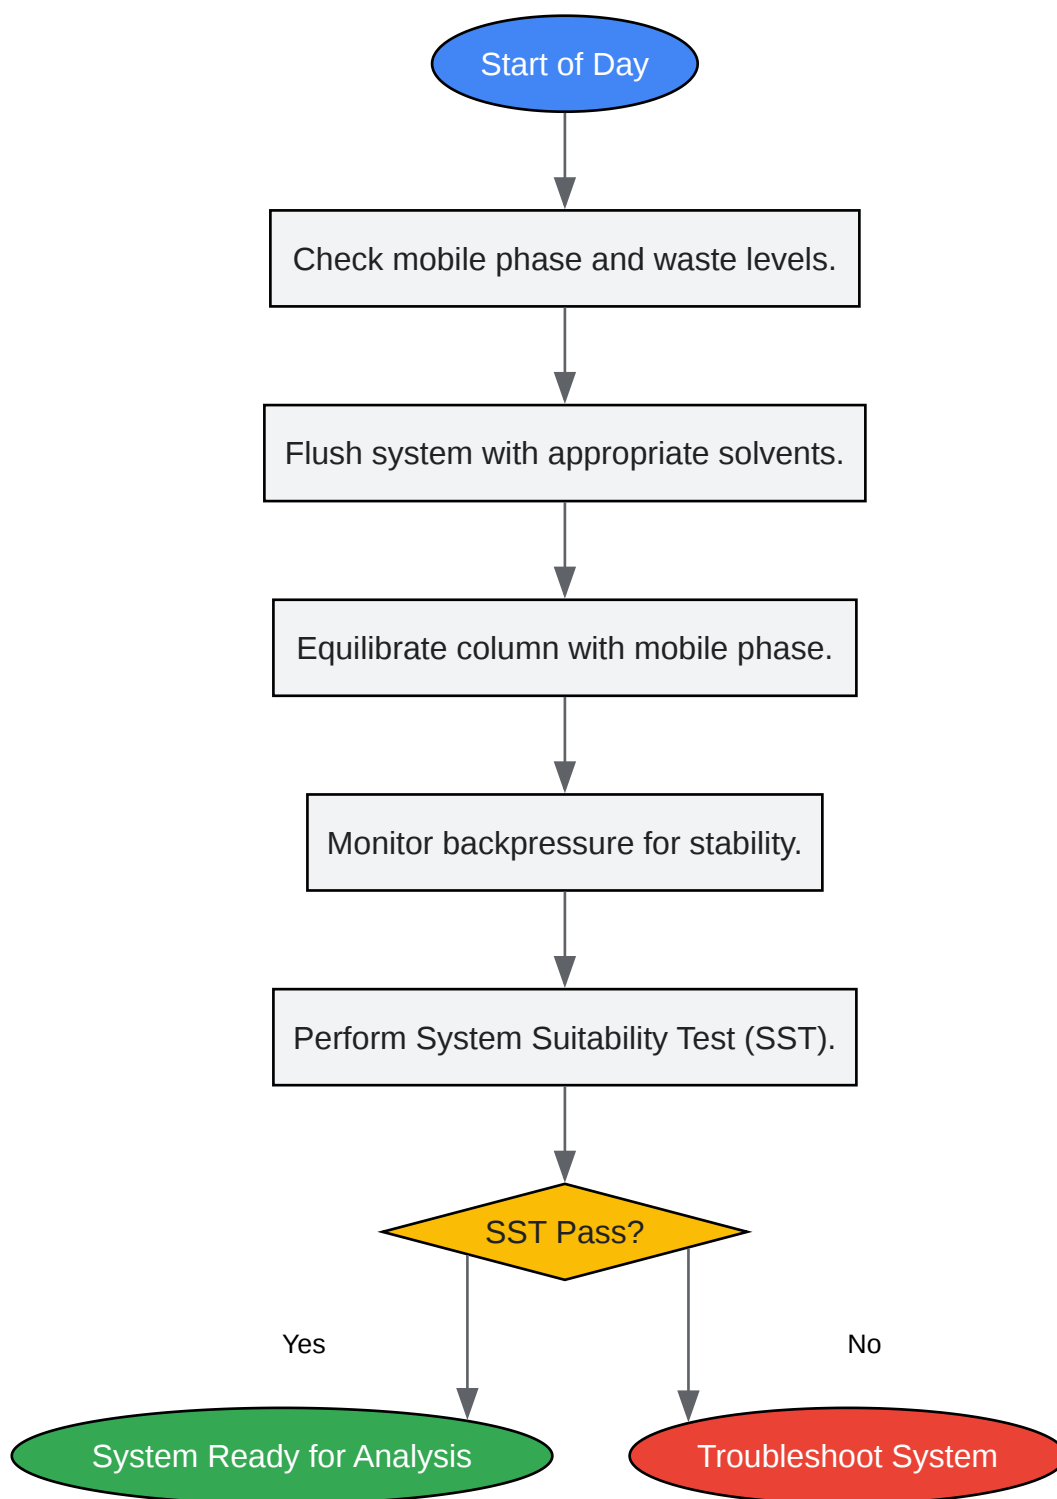 Start of Day
Check mobile phase and waste levels.
Flush system with appropriate solvents.
Equilibrate column with mobile phase.
Monitor backpressure for stability.
Perform System Suitability Test (SST).
SST Pass?
Yes
No
System Ready for Analysis
Troubleshoot System